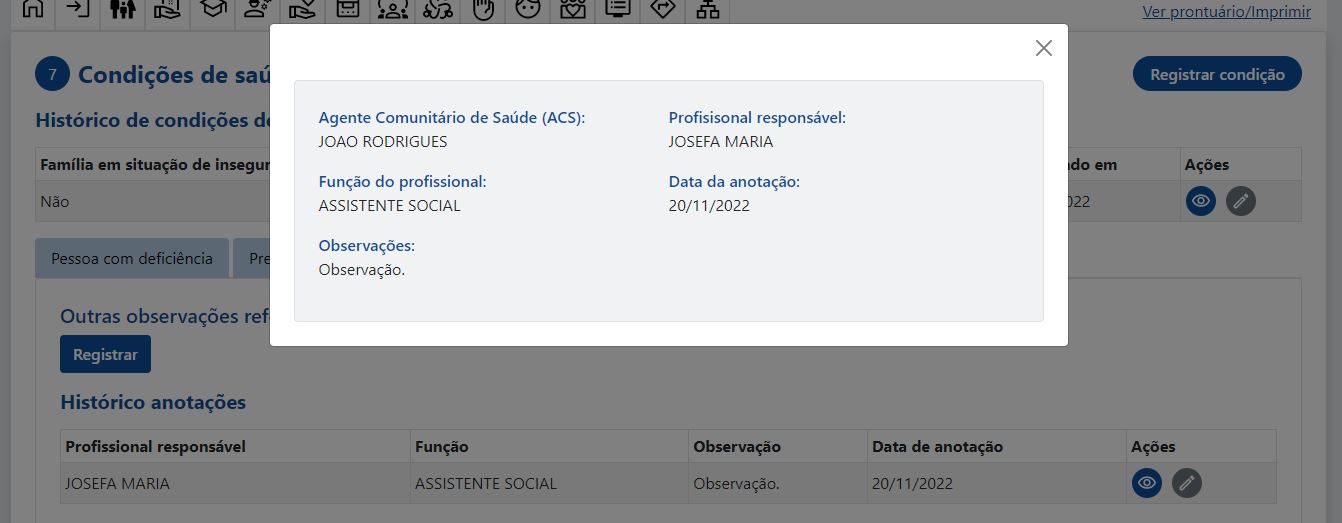 Ver prontuário/Imprimir
7 Condições de saú
Registrar condição
Histórico de condições de
Família em situação de insegur
do em Ações
Não
022
Pessoa com deficiência Pre
Agente Comunitário de Saúde (ACS): Profisisonal responsável:
JOAO RODRIGUES JOSEFA MARIA
Função do profissional: Data da anotação:
ASSISTENTE SOCIAL 20/11/2022
Observações:
Observação.
Outras observações ref
Registrar
Histórico anotações
Profissional responsável Função Observação Data de anotação Ações
JOSEFA MARIA ASSISTENTE SOCIAL Observação. 20/11/2022